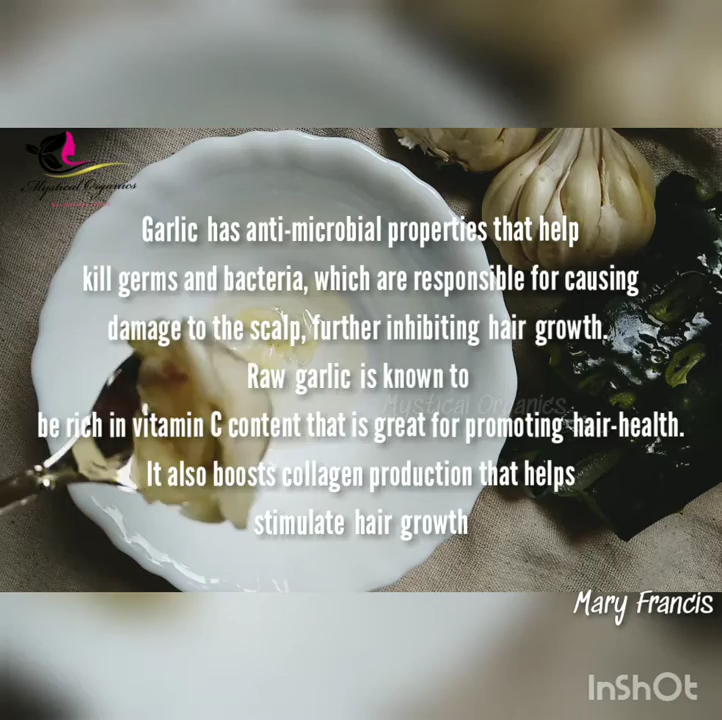 Mystical Organics
Garlic has anti-microbial properties that help
kill germs and bacteria, which are responsible for causing
damage to the scalp, further inhibiting hair growth.
Raw garlic is known to
Mystical Organics
be rich in vitamin C content that is great for promoting hair-health.
It also boosts collagen production that helps
stimulate hair growth
Mary Francis
InShOt